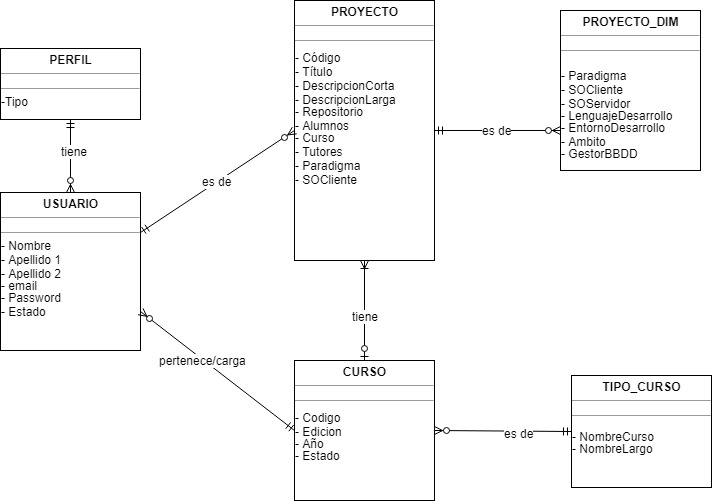 PERFIL
-Tipo
tiene
USUARIO
- Nombre
- Apellido 1
- Apellido 2
- email
- Password
- Estado
es de
pertenece/carga
PROYECTO
- Código
- Título
- DescripcionCorta
- DescripcionLarga
- Repositorio
- Alumnos
- Curso
- Tutores
- Paradigma
- SOCliente
es de
PROYECTO_DIM
- Paradigma
- SOCliente
- SOServidor
- LenguajeDesarrollo
- EntornoDesarrollo
- Ambito
- GestorBBDD
tiene
CURSO
- Codigo
- Edicion
- Año
- Estado
es de
TIPO_CURSO
- NombreCurso
- NombreLargo